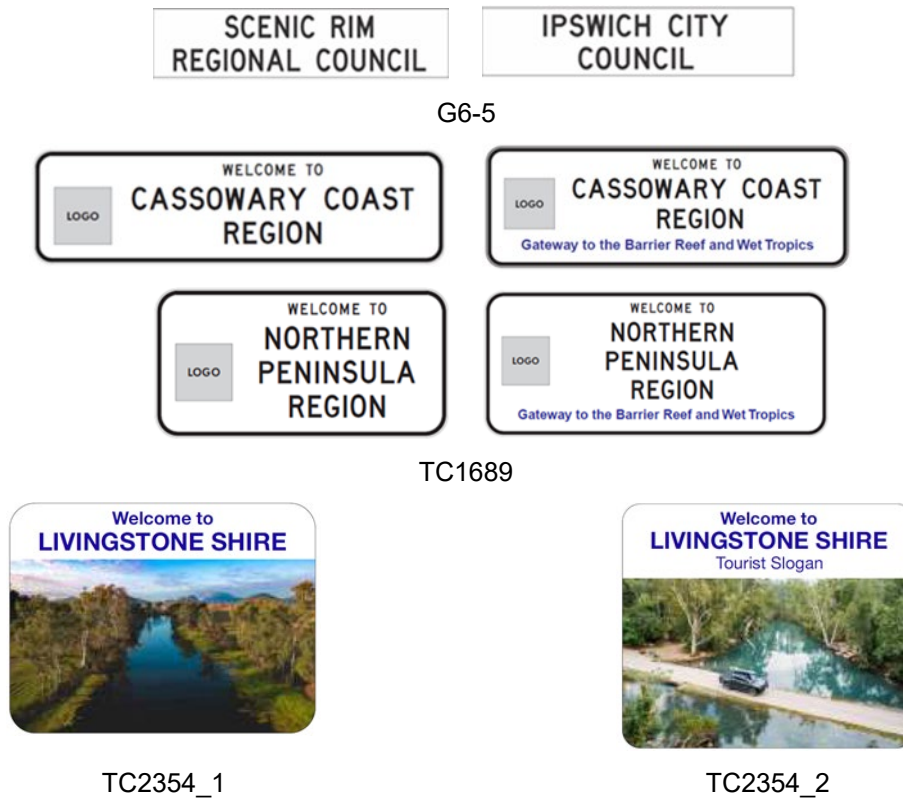 SCENIC RIM
REGIONAL COUNCIL
IPSWICH CITY
COUNCIL
G6-5
WELCOME TO
LOGO
CASSOWARY COAST
REGION
WELCOME TO
LOGO
CASSOWARY COAST
REGION
Gateway to the Barrier Reef and Wet Tropics
WELCOME TO
LOGO
NORTHERN
PENINSULA
REGION
WELCOME TO
LOGO
NORTHERN
PENINSULA
REGION
Gateway to the Barrier Reef and Wet Tropics
TC1689
Welcome to
LIVINGSTONE SHIRE
Welcome to
LIVINGSTONE SHIRE
Tourist Slogan
TC2354_1
TC2354_2